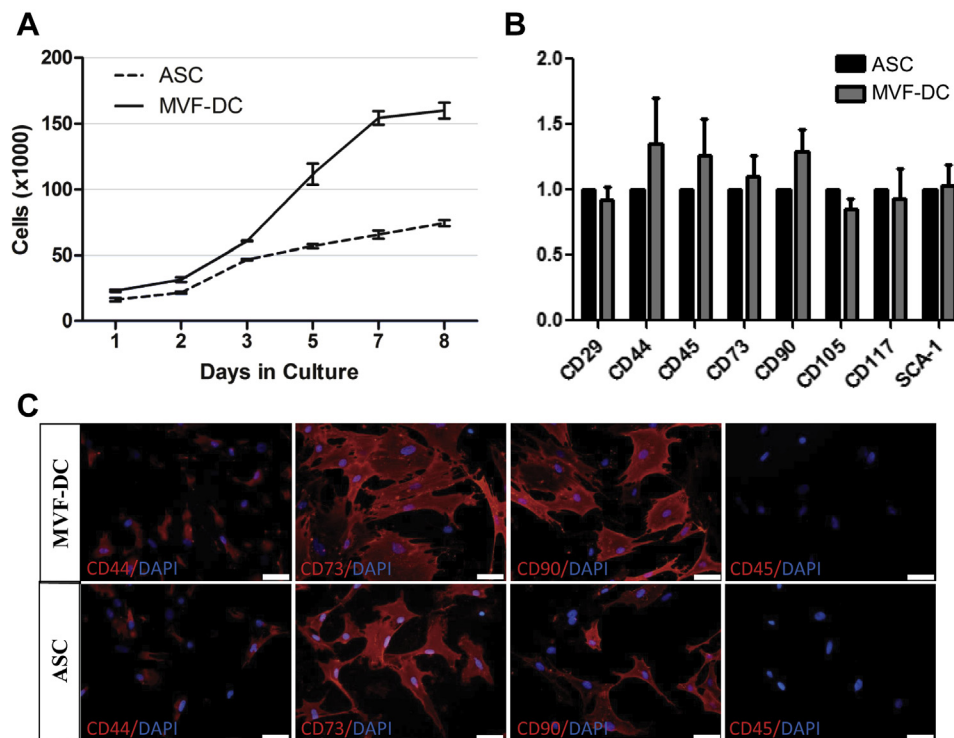 A
200
150
100
50
0
Cells (x1000)
ASC
MVF-DC
1 2 3 5 7 8
Days in Culture
B
2.0
1.5
1.0
0.5
0.0
ASC
MVF-DC
CD29 CD44 CD45 CD73 CD90 CD105 CD117 SCA-1
C
MVF-DC
CD44/DAPI CD73/DAPI CD90/DAPI CD45/DAPI
ASC
CD44/DAPI CD73/DAPI CD90/DAPI CD45/DAPI